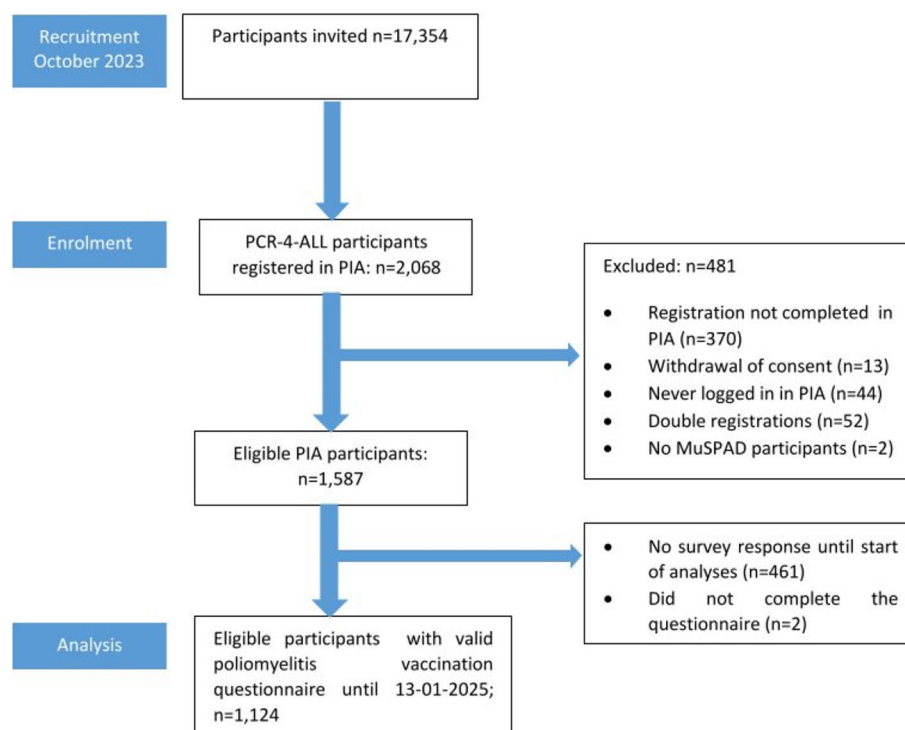 Recruitment
October 2023
Participants invited n=17,354
Enrolment
PCR-4-ALL participants
registered in PIA: n=2,068
Excluded: n=481
• Registration not completed in
PIA (n=370)
• Withdrawal of consent (n=13)
• Never logged in in PIA (n=44)
• Double registrations (n=52)
• No MuSPAD participants (n=2)
Eligible PIA participants:
n=1,587
• No survey response until start
of analyses (n=461)
• Did not complete the
questionnaire (n=2)
Analysis
Eligible participants with valid
poliomyelitis vaccination
questionnaire until 13-01-2025;
n=1,124